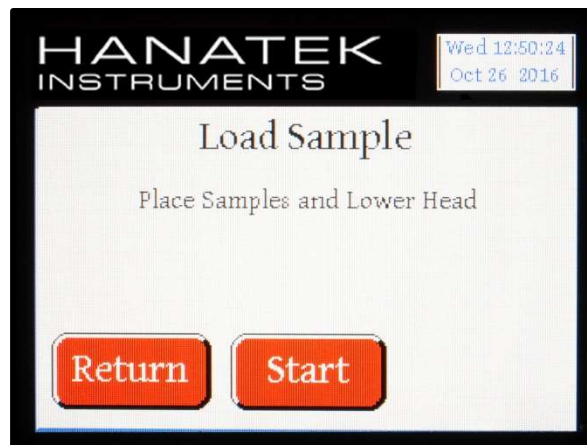 HANATEK
INSTRUMENTS
Wed 12:50:24
Oct 26 2016
Load Sample
Place Samples and Lower Head
Return
Start